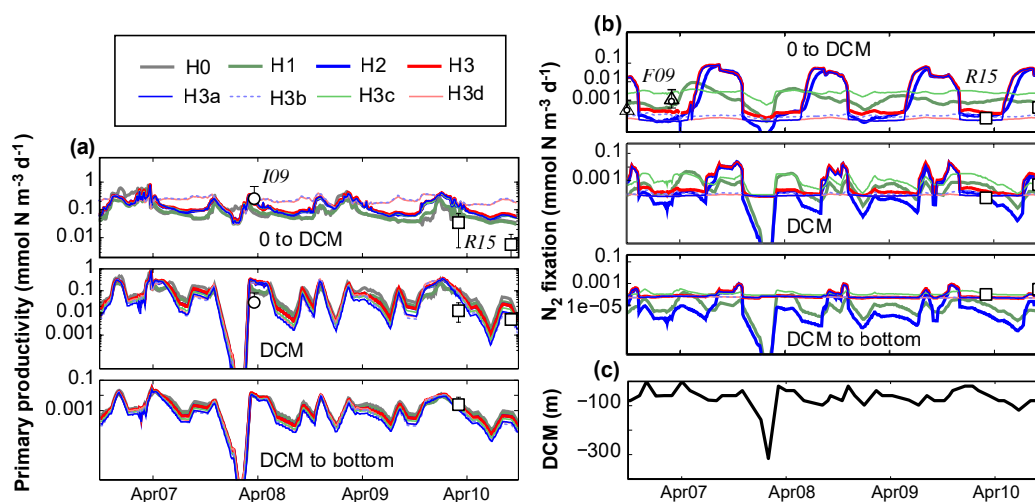 H0 H1 H2 H3
H3a H3b H3c H3d
(a)
Primary productivity (mmol N m⁻³ d⁻¹)
1
0.1
0.01
I09
R15
0 to DCM
1
0.1
0.01
0.001
DCM
0.1
0.001
DCM to bottom
Apr07 Apr08 Apr09 Apr10
(b)
N₂ fixation (mmol N m⁻³ d⁻¹)
0 to DCM
0.1
0.01
0.001
F09
R15
0.1
0.001
DCM
0.1
0.001
1e−05
DCM to bottom
(c)
DCM (m)
−100
−300
Apr07 Apr08 Apr09 Apr10